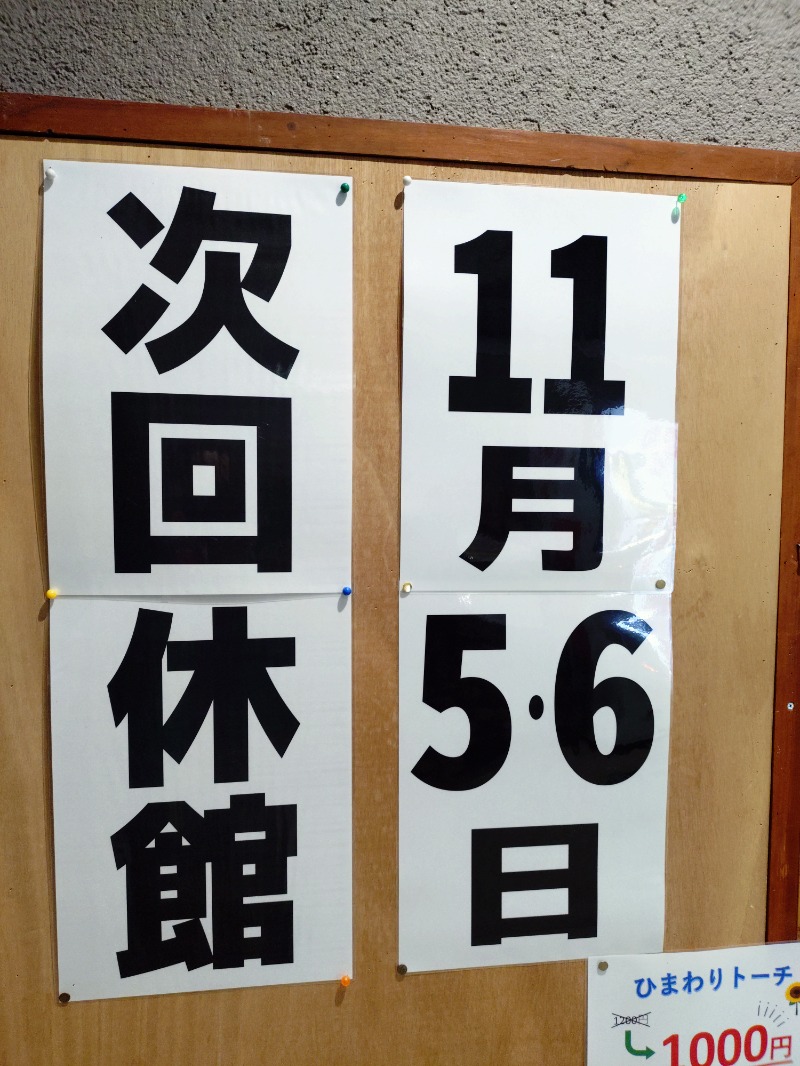 次回休館
11月
5・6
日
ひまわりトーチ
1200円
1000円